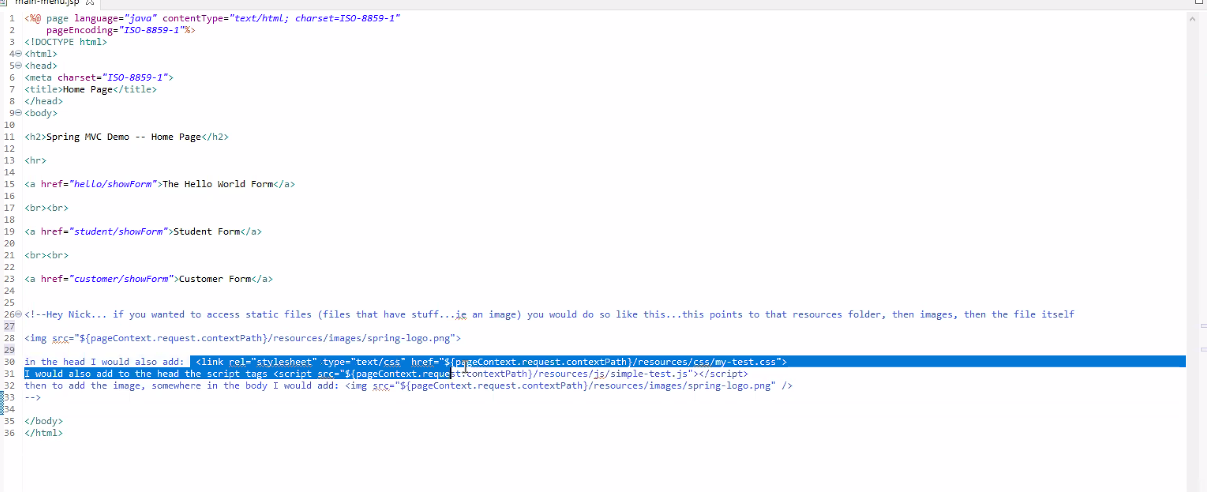 main-menu.jsp
1 <%@ page language="java" contentType="text/html; charset=ISO-8859-1"
2 pageEncoding="ISO-8859-1"%>
3 <!DOCTYPE html>
4 <html>
5 <head>
6 <meta charset="ISO-8859-1">
7 <title>Home Page</title>
8 </head>
9 <body>
10
11 <h2>Spring MVC Demo -- Home Page</h2>
12
13 <hr>
14
15 <a href="hello/showForm">The Hello World Form</a>
16
17 <br><br>
18
19 <a href="student/showForm">Student Form</a>
20
21 <br><br>
22
23 <a href="customer/showForm">Customer Form</a>
24
25
26 <!--Hey Nick... if you wanted to access static files (files that have stuff...ie an image) you would do so like this...this points to that resources folder, then images, then the file itself
27
28 <img src="${pageContext.request.contextPath}/resources/images/spring-logo.png">
29
30 in the head I would also add: <link rel="stylesheet" type="text/css" href="${pageContext.request.contextPath}/resources/css/my-test.css">
31 I would also add to the head the script tags <script src="${pageContext.request.contextPath}/resources/js/simple-test.js"></script>
32 then to add the image, somewhere in the body I would add: <img src="${pageContext.request.contextPath}/resources/images/spring-logo.png" />
33 -->
34
35 </body>
36 </html>